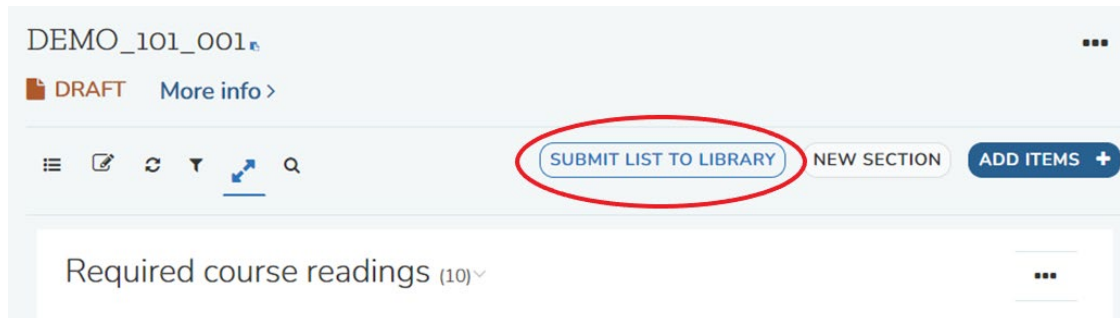 DEMO_101_001
DRAFT More info >
SUBMIT LIST TO LIBRARY NEW SECTION ADD ITEMS +
Required course readings (10)